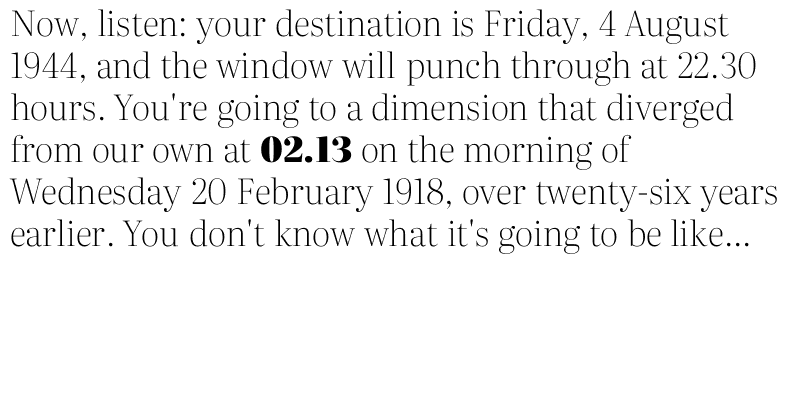 Now, listen: your destination is Friday, 4 August
1944, and the window will punch through at 22.30
hours. You're going to a dimension that diverged
from our own at 02.13 on the morning of
Wednesday 20 February 1918, over twenty-six years
earlier. You don't know what it's going to be like...